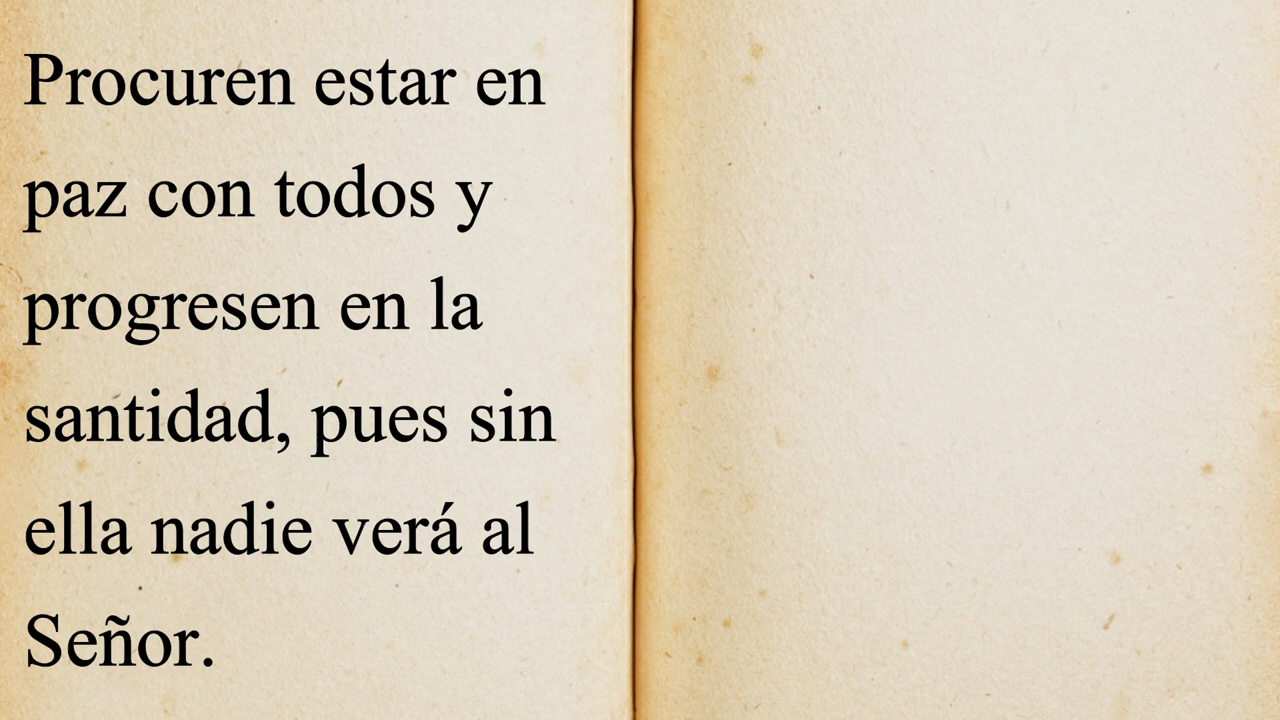 Procuren estar en
paz con todos y
progresen en la
santidad, pues sin
ella nadie verá al
Señor.